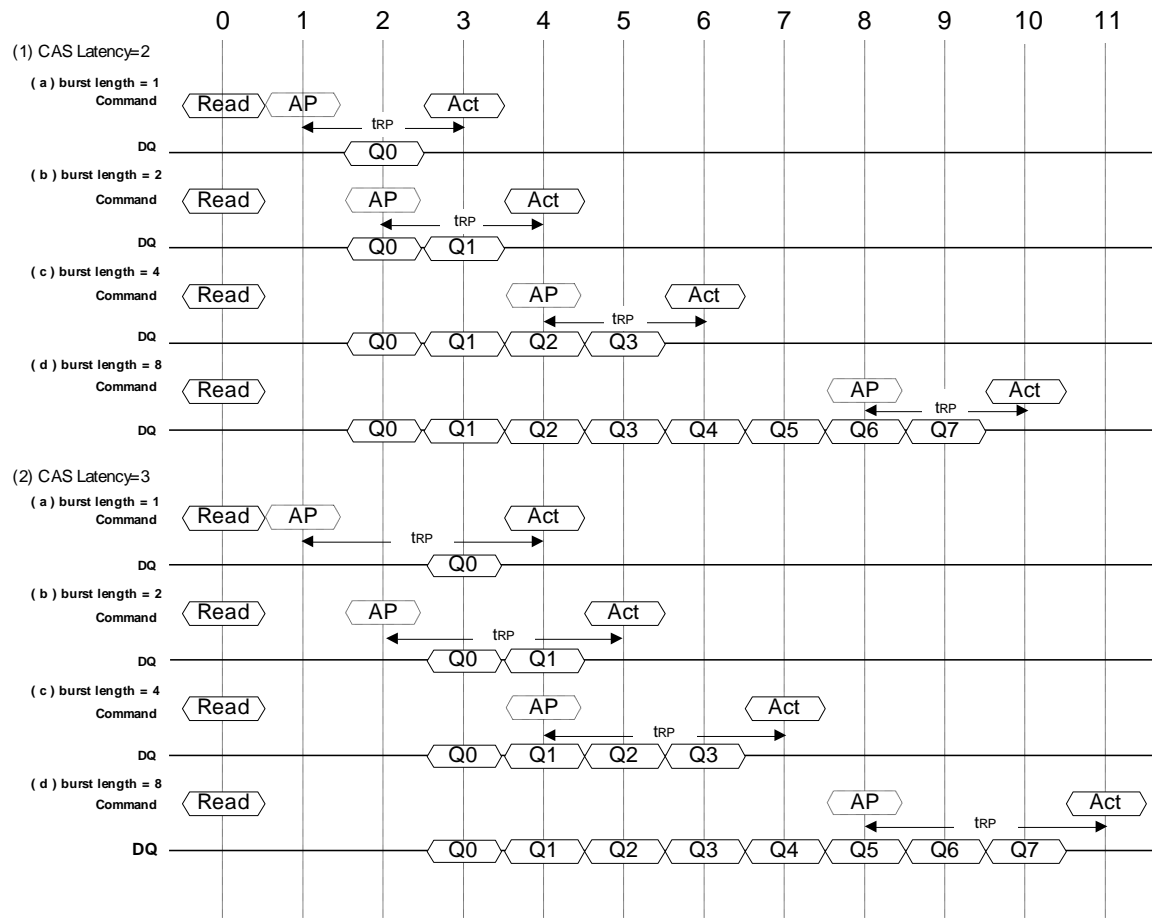 0 1 2 3 4 5 6 7 8 9 10 11
(1) CAS Latency=2
( a ) burst length = 1
Command Read AP Act
tRP
DQ Q0
( b ) burst length = 2
Command Read AP Act
tRP
DQ Q0 Q1
( c ) burst length = 4
Command Read AP Act
tRP
DQ Q0 Q1 Q2 Q3
( d ) burst length = 8
Command Read AP Act
tRP
DQ Q0 Q1 Q2 Q3 Q4 Q5 Q6 Q7
(2) CAS Latency=3
( a ) burst length = 1
Command Read AP Act
tRP
DQ Q0
( b ) burst length = 2
Command Read AP Act
tRP
DQ Q0 Q1
( c ) burst length = 4
Command Read AP Act
tRP
DQ Q0 Q1 Q2 Q3
( d ) burst length = 8
Command Read AP Act
tRP
DQ Q0 Q1 Q2 Q3 Q4 Q5 Q6 Q7